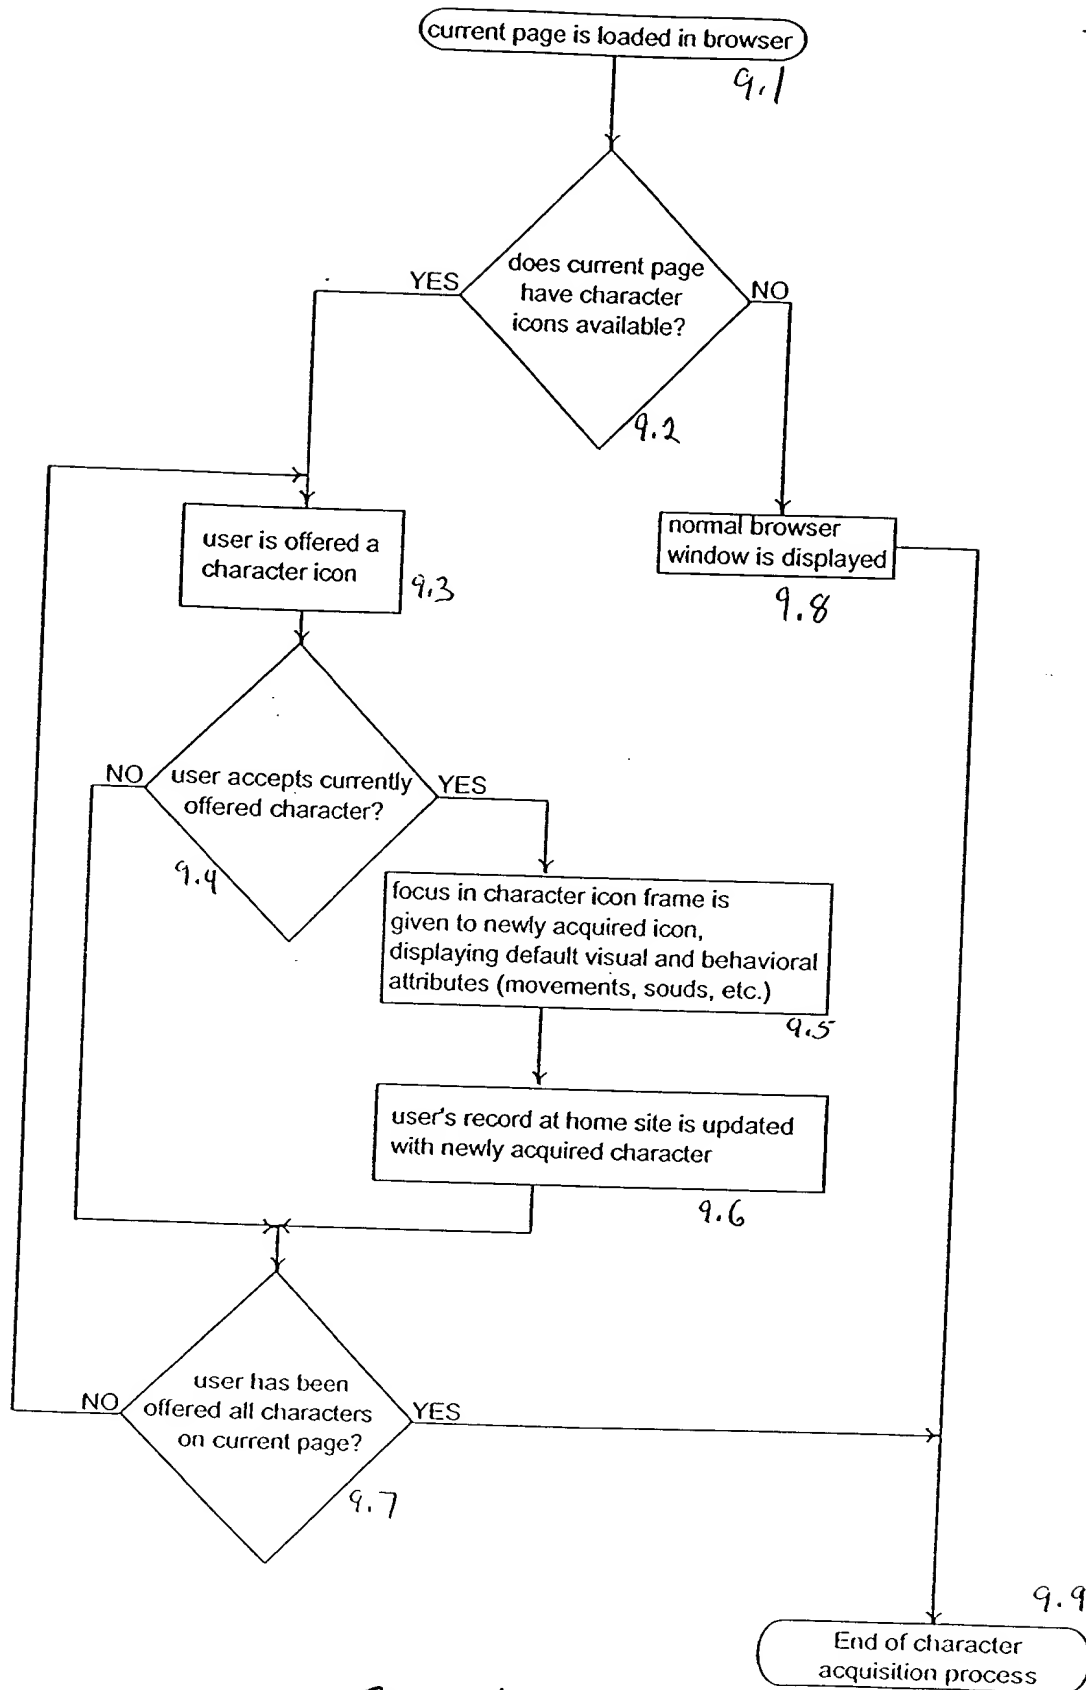 current page is loaded in browser
9.1
does current page
have character
icons available?
YES
NO
9.2
user is offered a
character icon
9.3
normal browser
window is displayed
9.8
user accepts currently
offered character?
NO
YES
9.4
focus in character icon frame is
given to newly acquired icon,
displaying default visual and behavioral
attributes (movements, souds, etc.)
9.5
user's record at home site is updated
with newly acquired character
9.6
user has been
offered all characters
on current page?
NO
YES
9.7
9.9
End of character
acquisition process